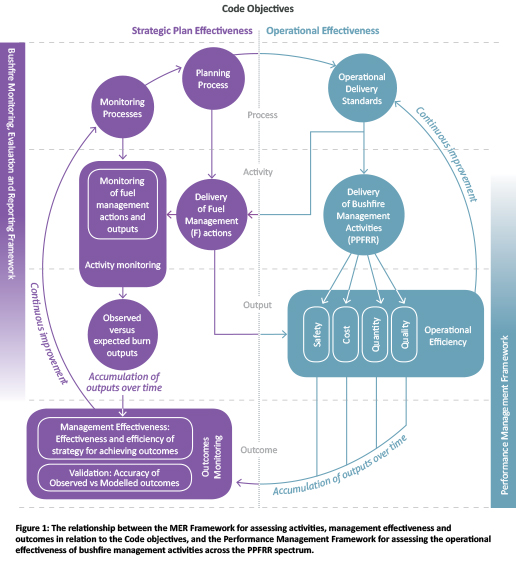 Code Objectives
Strategic Plan Effectiveness
Operational Effectiveness
Bushfire Monitoring, Evaluation and Reporting Framework
Monitoring
Processes
Planning
Process
Operational
Delivery
Standards
Process
Continuous improvement
Activity
Monitoring
of fuel
management
actions and
outputs
Activity monitoring
Delivery
of Fuel
Management
(F) actions
Delivery
of Bushfire
Management
Activities
(PPFRR)
Output
Observed
versus
expected burn
outputs
Safety
Cost
Quantity
Quality
Operational
Efficiency
Continuous improvement
Accumulation of
outputs over time
Management Effectiveness:
Effectiveness and efficiency of
strategy for achieving outcomes
Validation: Accuracy of
Observed vs Modelled outcomes
Outcomes
Monitoring
Outcome
Accumulation of outputs over time
Performance Management Framework
Figure 1: The relationship between the MER Framework for assessing activities, management effectiveness and
outcomes in relation to the Code objectives, and the Performance Management Framework for assessing the operational
effectiveness of bushfire management activities across the PPFRR spectrum.